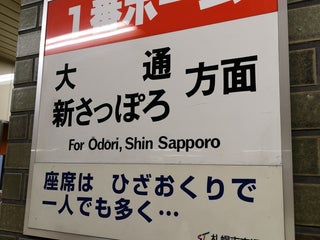 1番ホーム
大通
新さっぽろ 方面
For Odori, Shin Sapporo
座席は ひざおくりで
一人でも多く…